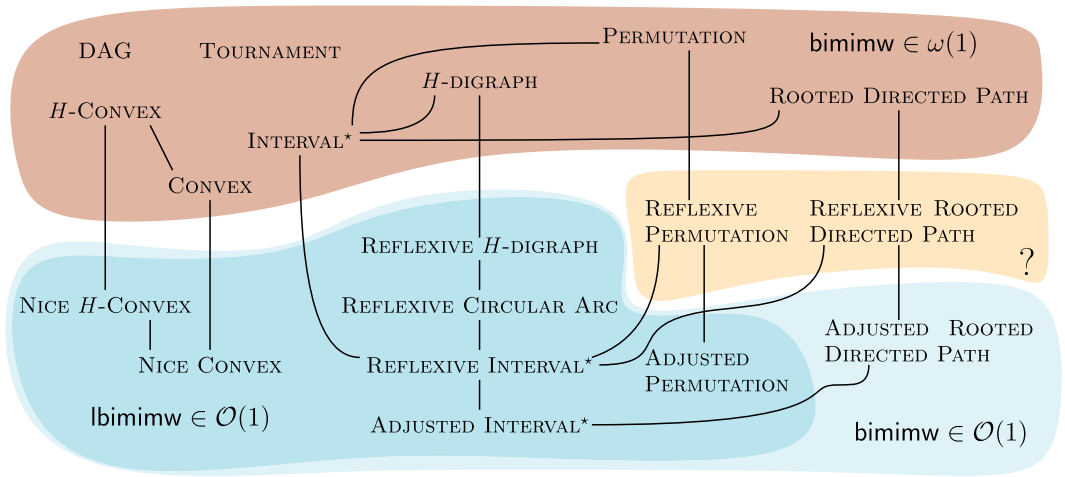 DAG
TOURNAMENT
PERMUTATION
bimimw ∈ ω(1)
H-DIGRAPH
H-CONVEX
ROOTED DIRECTED PATH
INTERVAL⋆
CONVEX
REFLEXIVE
PERMUTATION
REFLEXIVE ROOTED
DIRECTED PATH
?
REFLEXIVE H-DIGRAPH
NICE H-CONVEX
REFLEXIVE CIRCULAR ARC
ADJUSTED ROOTED
DIRECTED PATH
NICE CONVEX
REFLEXIVE INTERVAL⋆
ADJUSTED
PERMUTATION
lbimimw ∈ O(1)
ADJUSTED INTERVAL⋆
bimimw ∈ O(1)